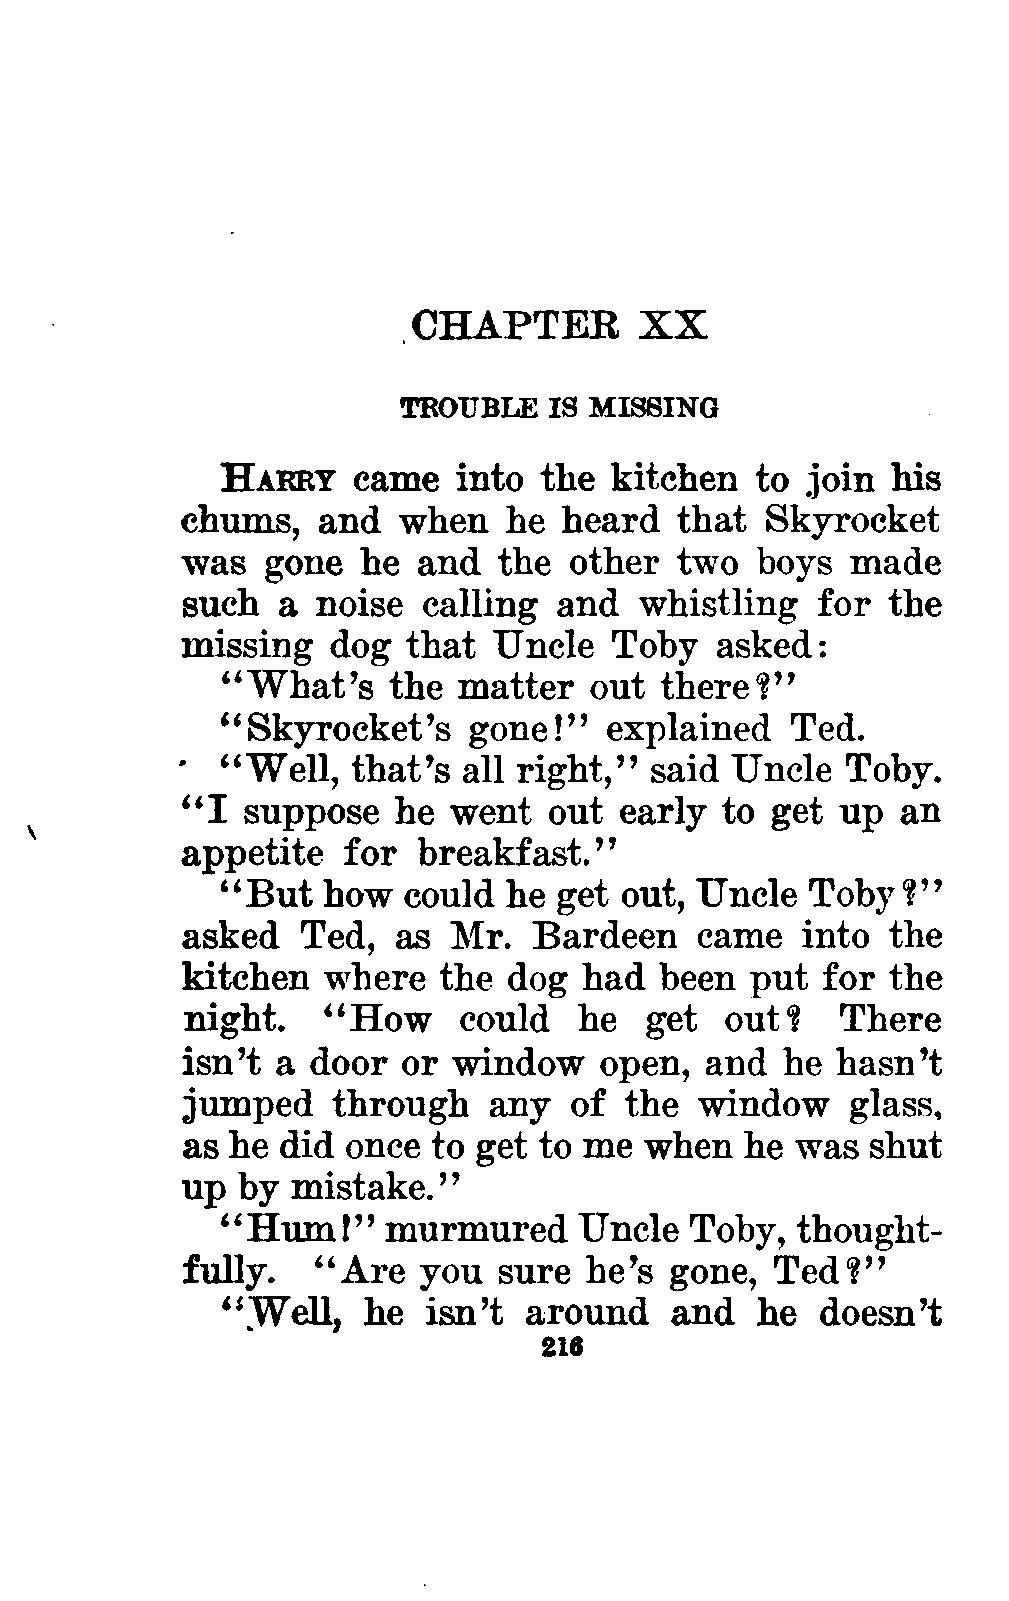 CHAPTER XX
TROUBLE IS MISSING
HARRY came into the kitchen to join his
chums, and when he heard that Skyrocket
was gone he and the other two boys made
such a noise calling and whistling for the
missing dog that Uncle Toby asked:
"What's the matter out there?"
"Skyrocket's gone!" explained Ted.
"Well, that's all right," said Uncle Toby.
"I suppose he went out early to get up an
appetite for breakfast."
"But how could he get out, Uncle Toby?"
asked Ted, as Mr. Bardeen came into the
kitchen where the dog had been put for the
night. "How could he get out? There
isn't a door or window open, and he hasn't
jumped through any of the window glass,
as he did once to get to me when he was shut
up by mistake."
"Hum!" murmured Uncle Toby, thought-
fully. "Are you sure he's gone, Ted?"
"Well, he isn't around and he doesn't
216